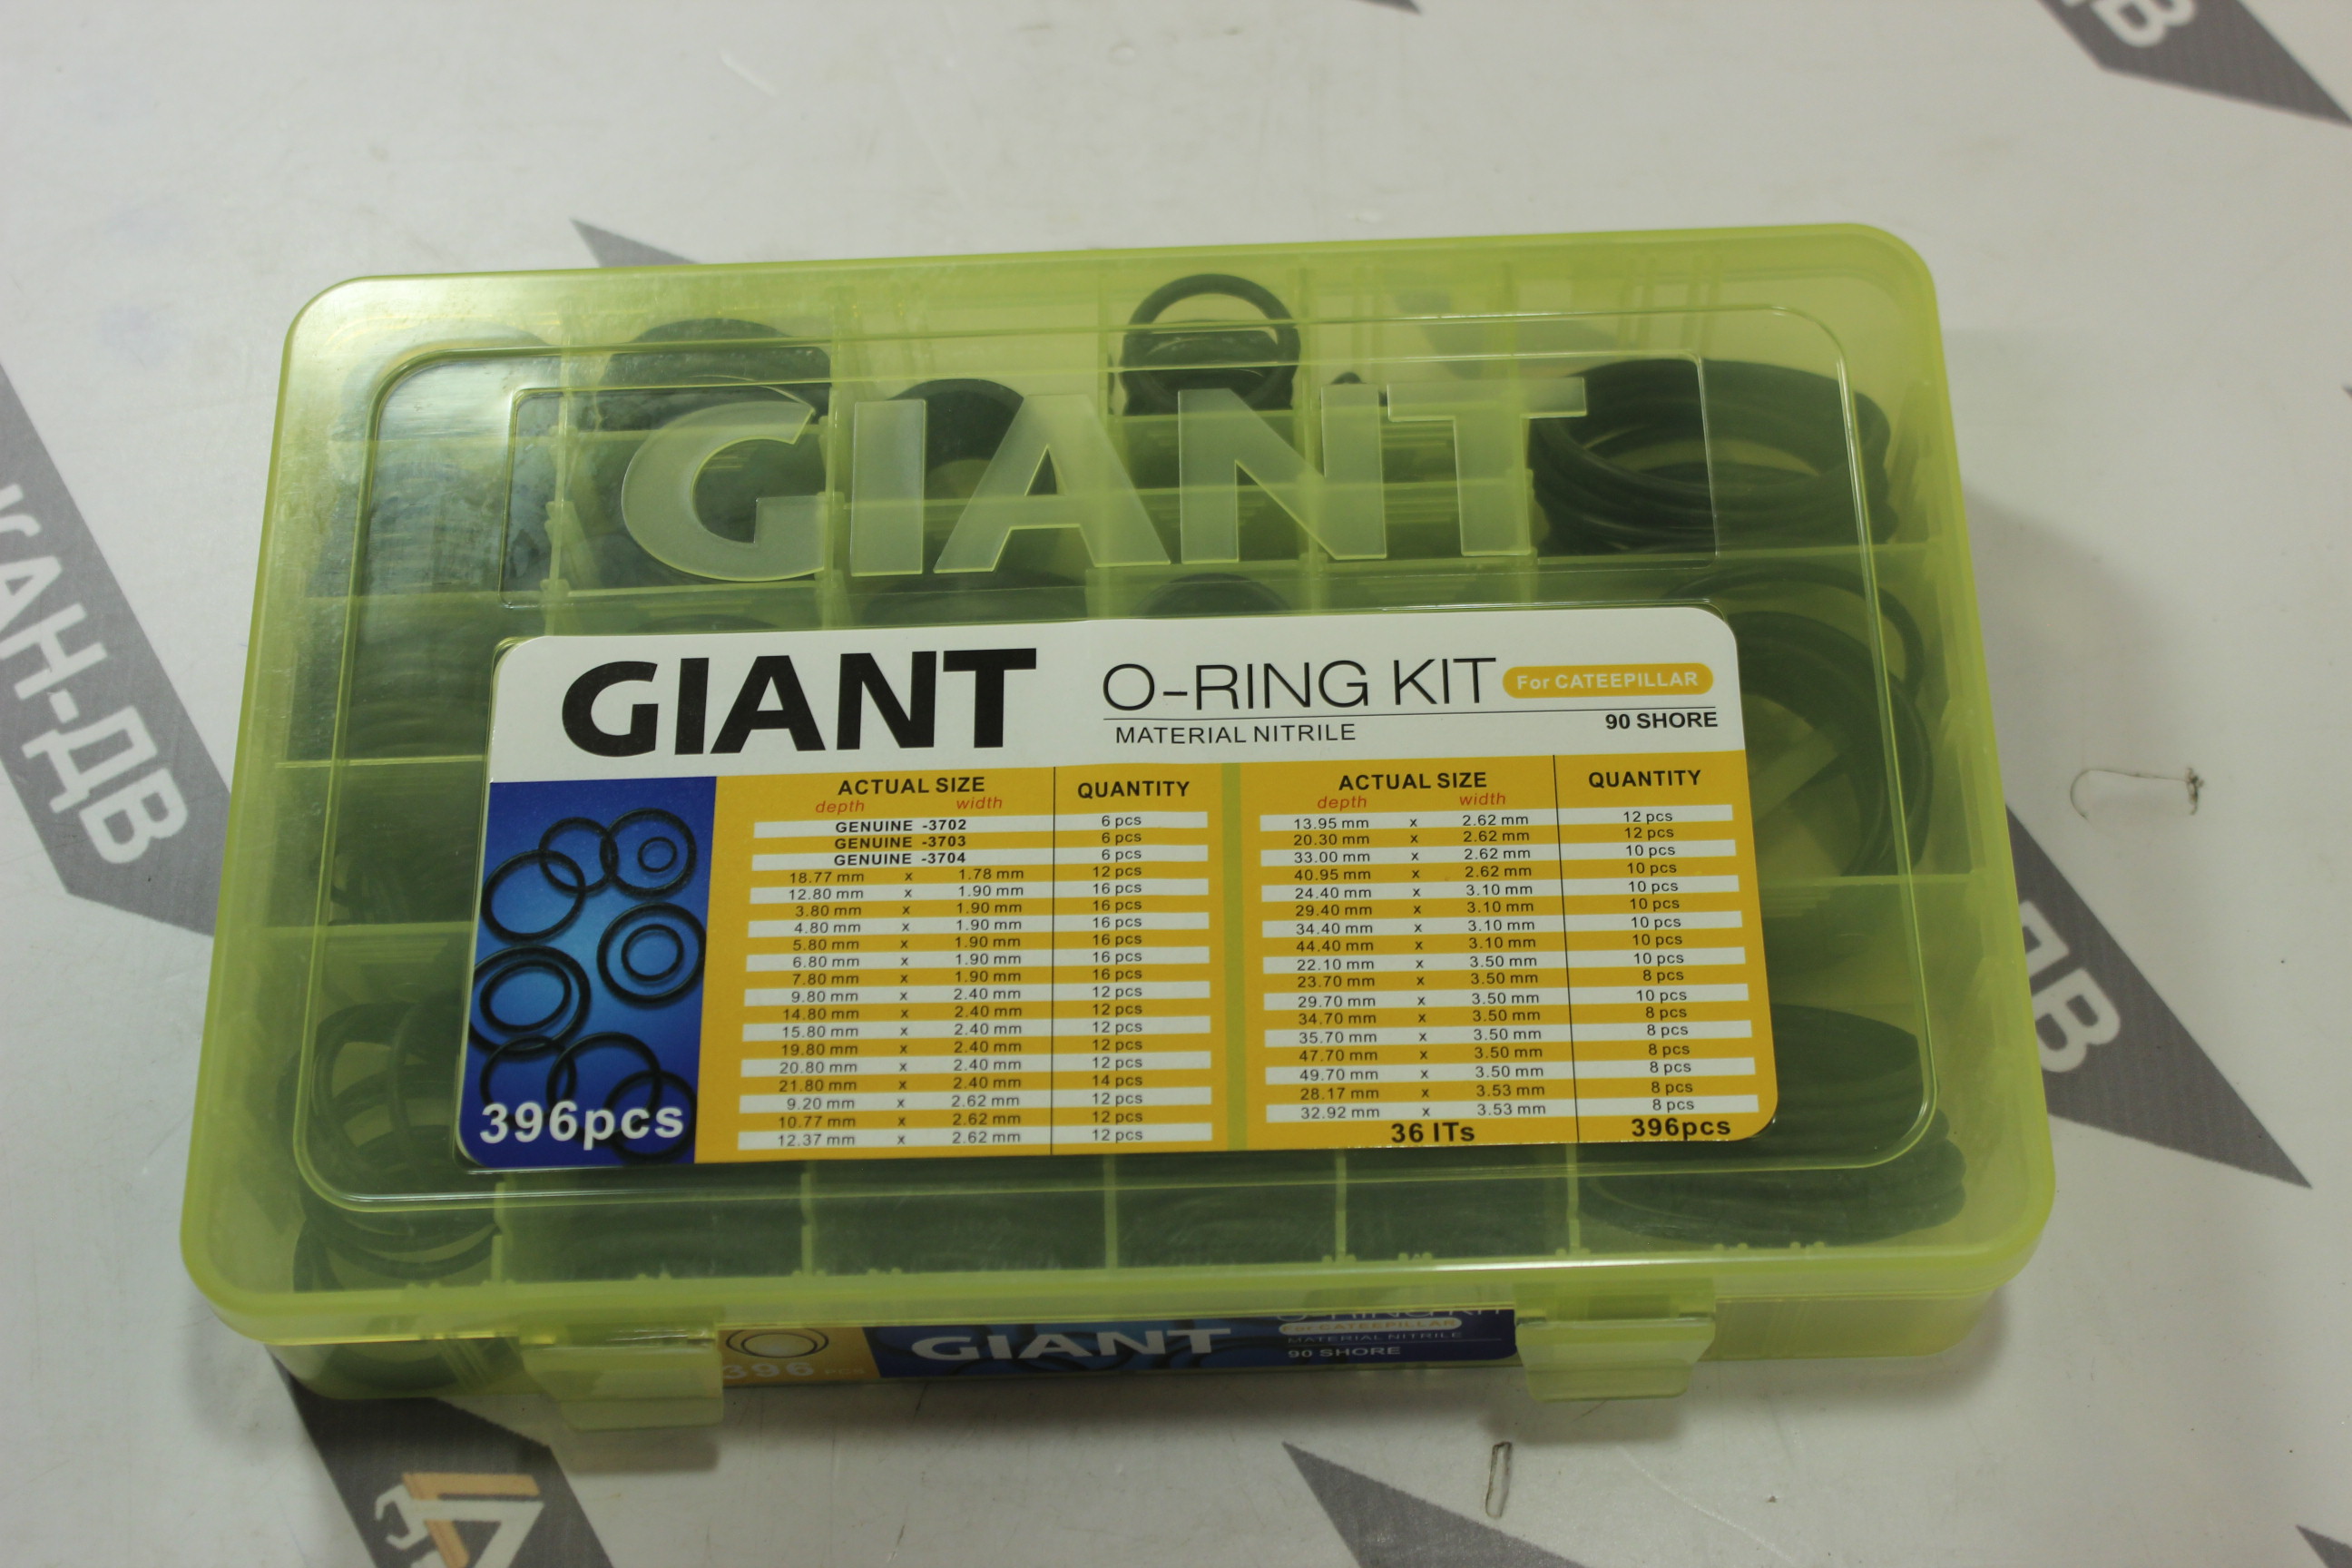 GIANT
GIANT
O-RING KIT For CATEEPILLAR
MATERIAL NITRILE 90 SHORE
ACTUAL SIZE QUANTITY
depth width
GENUINE -3702 6 pcs
GENUINE -3703 6 pcs
GENUINE -3704 6 pcs
18.77 mm x 1.78 mm 12 pcs
12.80 mm x 1.90 mm 16 pcs
3.80 mm x 1.90 mm 16 pcs
4.80 mm x 1.90 mm 16 pcs
5.80 mm x 1.90 mm 16 pcs
6.80 mm x 1.90 mm 16 pcs
7.80 mm x 1.90 mm 16 pcs
9.80 mm x 2.40 mm 12 pcs
14.80 mm x 2.40 mm 12 pcs
15.80 mm x 2.40 mm 12 pcs
19.80 mm x 2.40 mm 12 pcs
20.80 mm x 2.40 mm 12 pcs
21.80 mm x 2.40 mm 14 pcs
9.20 mm x 2.62 mm 12 pcs
10.77 mm x 2.62 mm 12 pcs
12.37 mm x 2.62 mm 12 pcs
ACTUAL SIZE QUANTITY
depth width
13.95 mm x 2.62 mm 12 pcs
20.30 mm x 2.62 mm 12 pcs
33.00 mm x 2.62 mm 10 pcs
40.95 mm x 2.62 mm 10 pcs
24.40 mm x 3.10 mm 10 pcs
29.40 mm x 3.10 mm 10 pcs
34.40 mm x 3.10 mm 10 pcs
44.40 mm x 3.10 mm 10 pcs
22.10 mm x 3.50 mm 10 pcs
23.70 mm x 3.50 mm 8 pcs
29.70 mm x 3.50 mm 10 pcs
34.70 mm x 3.50 mm 8 pcs
35.70 mm x 3.50 mm 8 pcs
47.70 mm x 3.50 mm 8 pcs
49.70 mm x 3.50 mm 8 pcs
28.17 mm x 3.53 mm 8 pcs
32.92 mm x 3.53 mm 8 pcs
36 ITs 396pcs
396pcs
396 PCS
GIANT
O-RING KIT
For CATEEPILLAR
MATERIAL NITRILE
90 SHORE
КАН-ДВ
ДВ